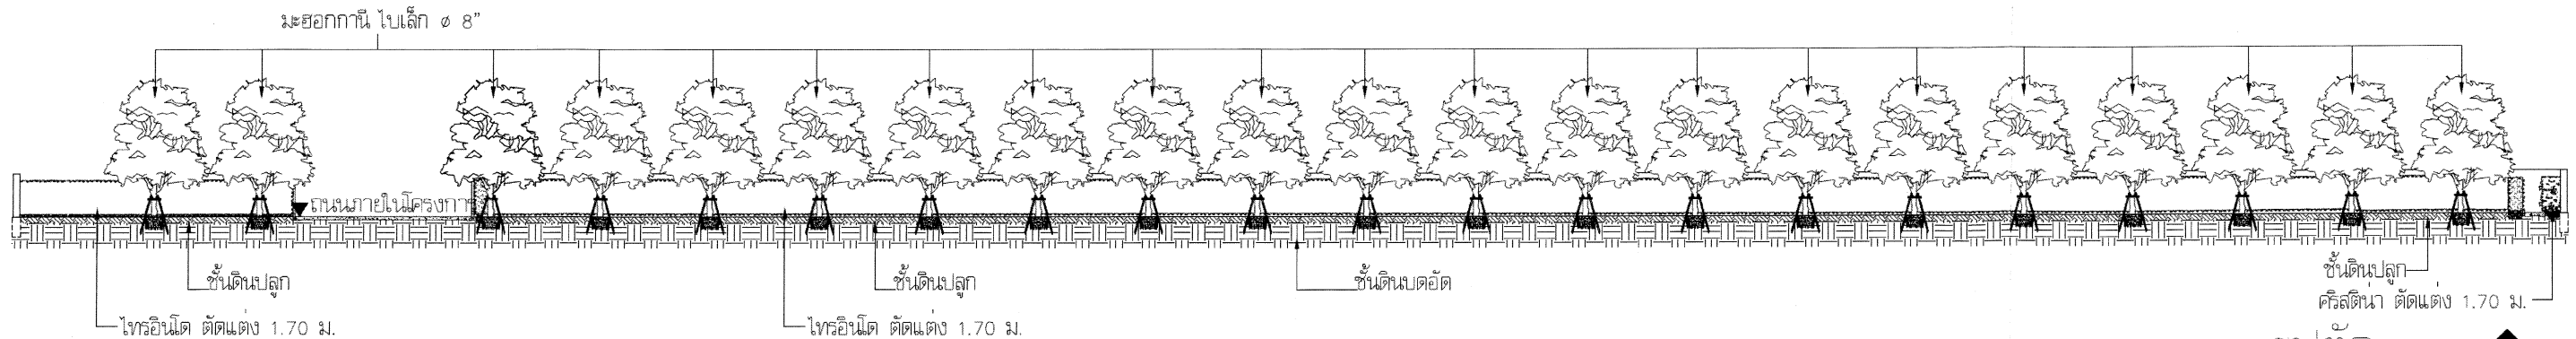 มะฮอกกานี ใบเล็ก ø 8"
ถนนภายในโครงการ
ชั้นดินปลูก
ชั้นดินปลูก
ชั้นดินบดอัด
ชั้นดินปลูก
คริสติน่า ตัดแต่ง 1.70 ม.
ไทรอินโด ตัดแต่ง 1.70 ม.
ไทรอินโด ตัดแต่ง 1.70 ม.